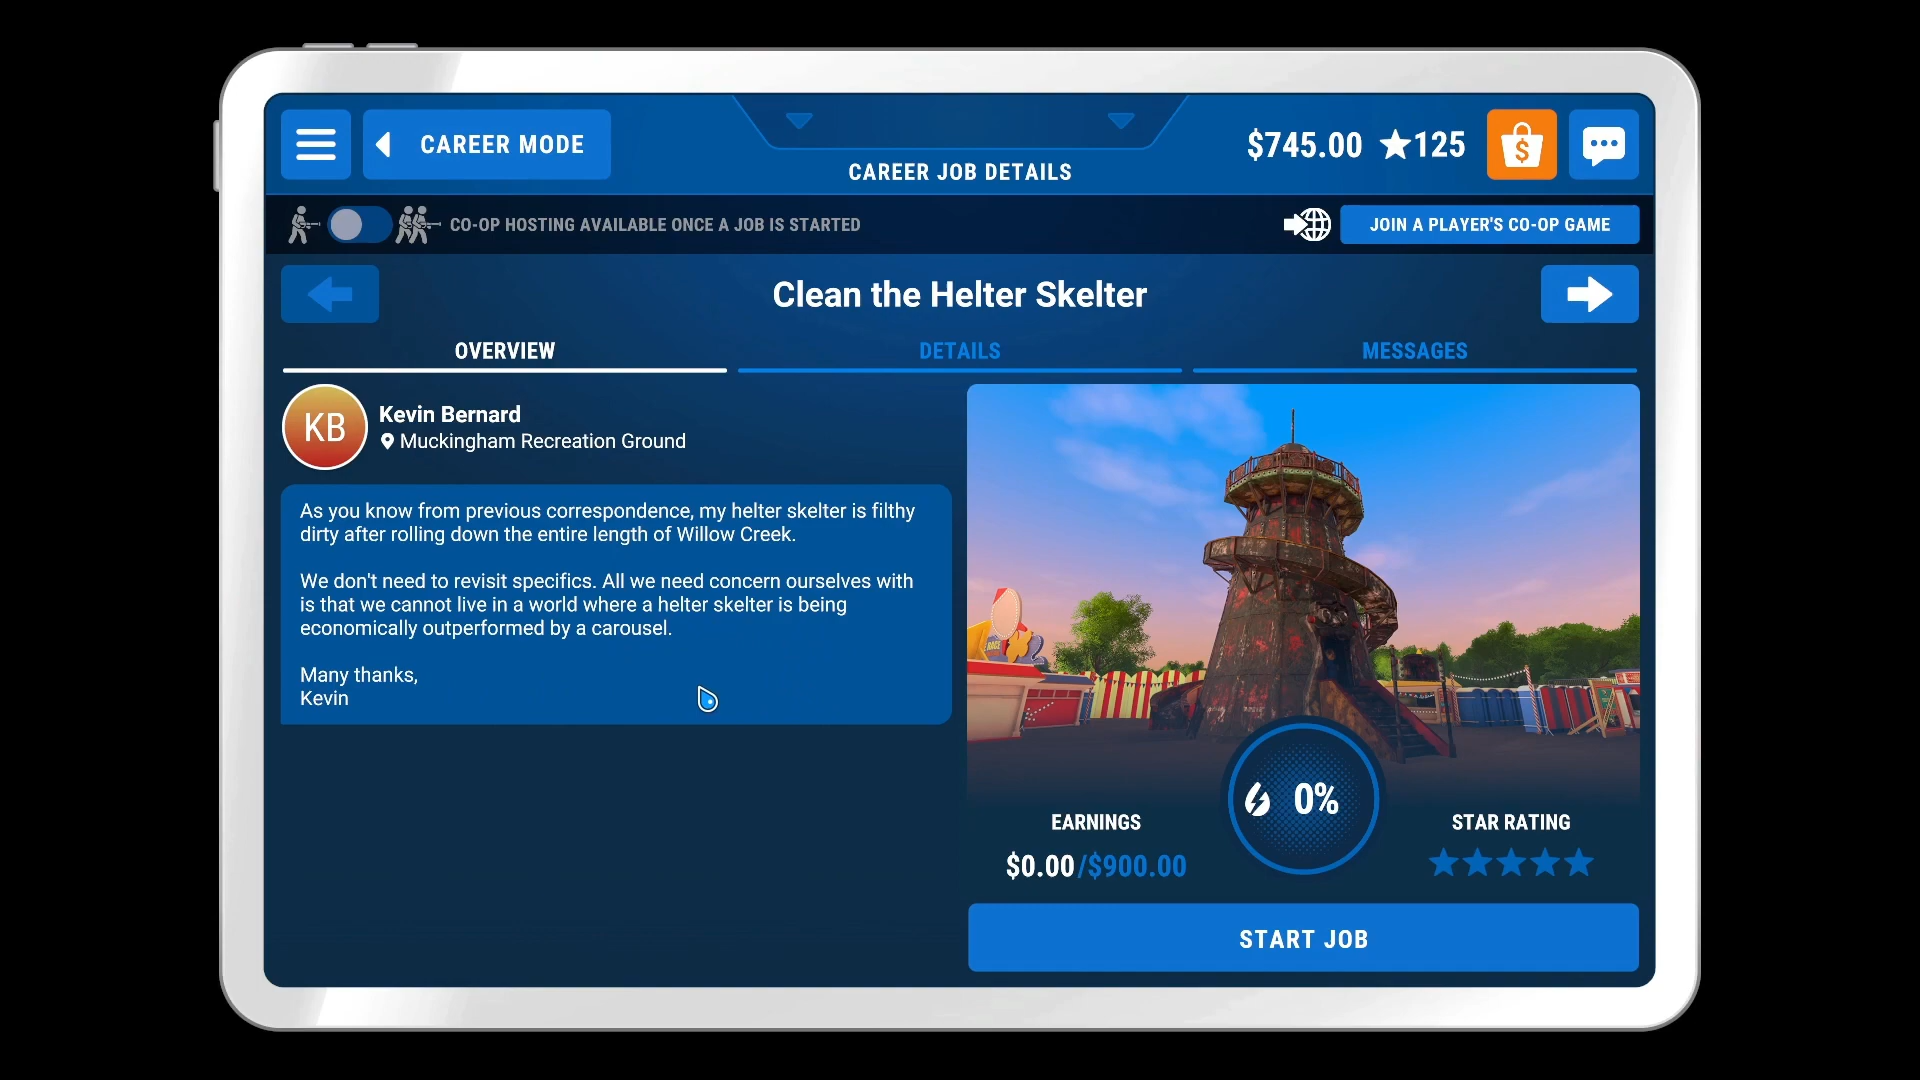 CAREER MODE
CAREER JOB DETAILS
$745.00 ★125
CO-OP HOSTING AVAILABLE ONCE A JOB IS STARTED
JOIN A PLAYER'S CO-OP GAME
Clean the Helter Skelter
OVERVIEW
DETAILS
MESSAGES
KB
Kevin Bernard
Muckingham Recreation Ground
As you know from previous correspondence, my helter skelter is filthy
dirty after rolling down the entire length of Willow Creek.
We don't need to revisit specifics. All we need concern ourselves with
is that we cannot live in a world where a helter skelter is being
economically outperformed by a carousel.
Many thanks,
Kevin
0%
EARNINGS
$0.00/$900.00
STAR RATING
START JOB